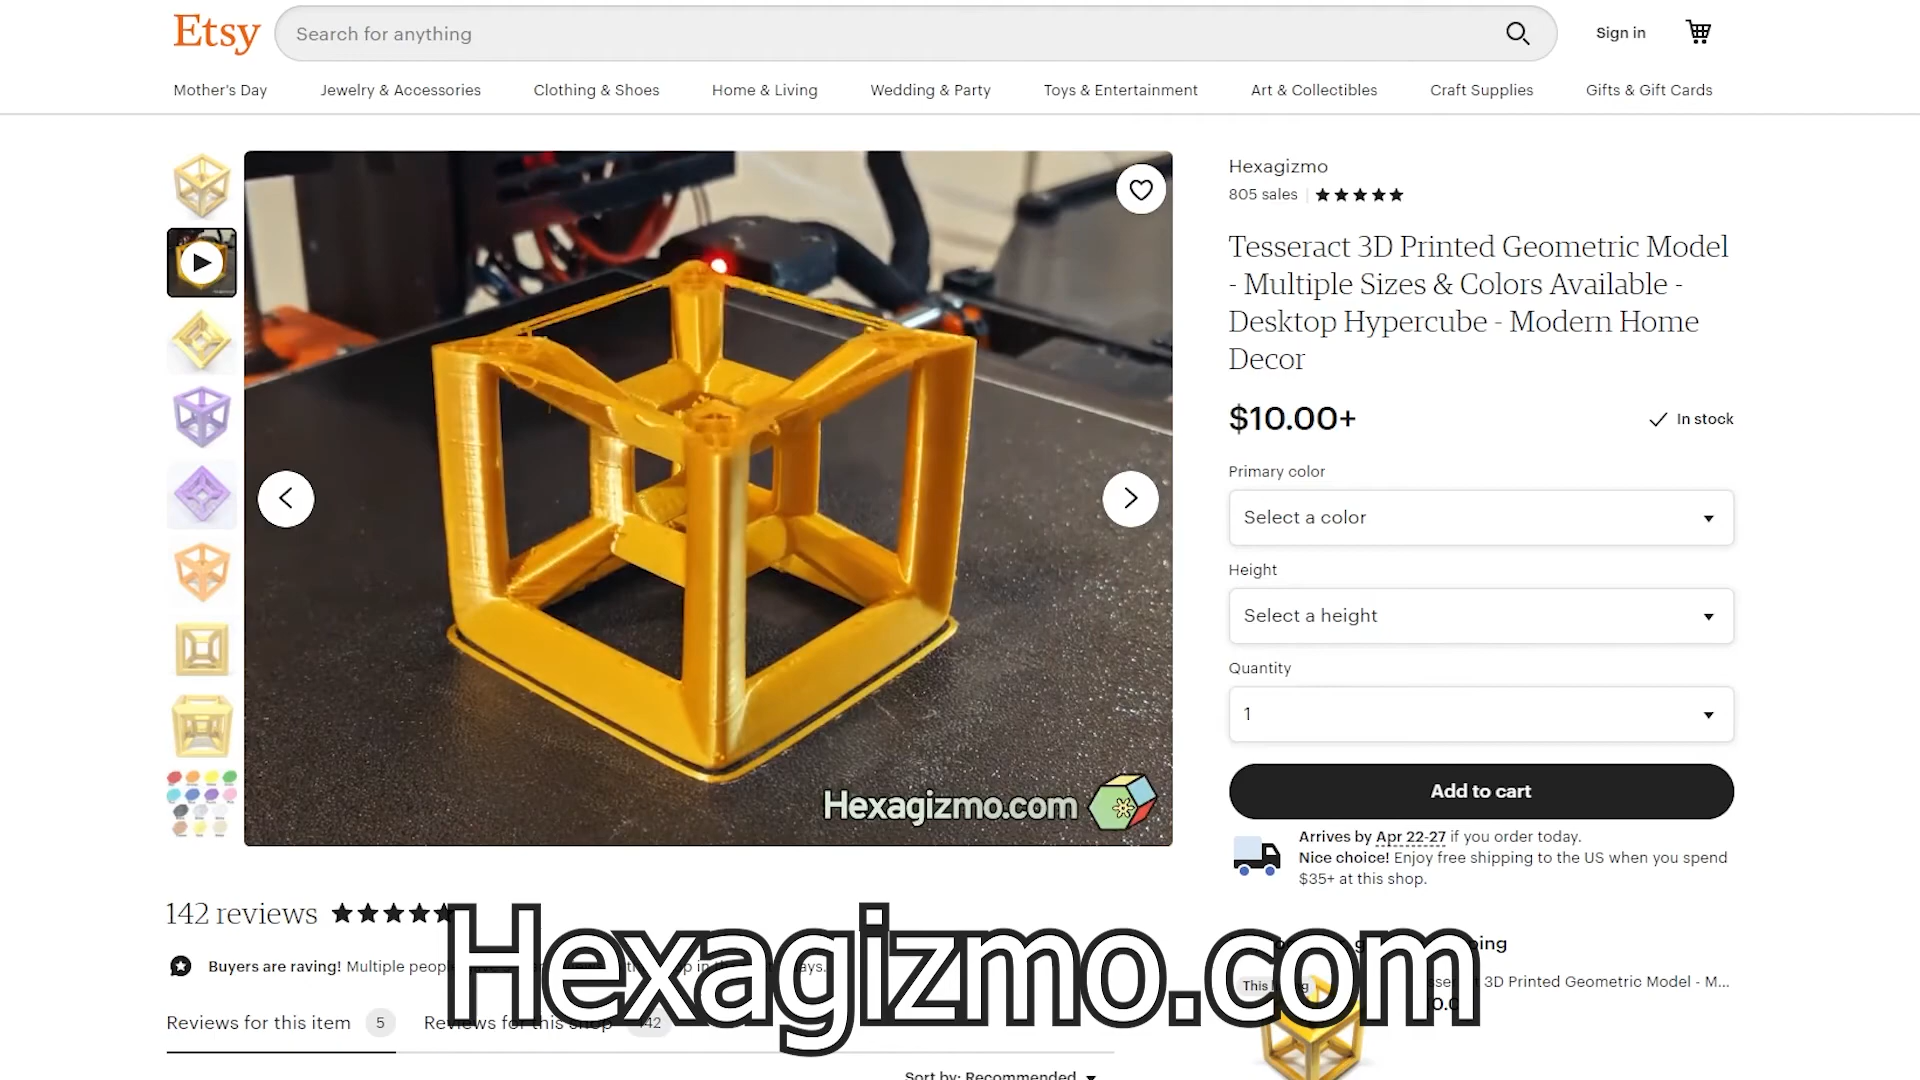 Etsy
Search for anything
Sign in
Mother's Day
Jewelry & Accessories
Clothing & Shoes
Home & Living
Wedding & Party
Toys & Entertainment
Art & Collectibles
Craft Supplies
Gifts & Gift Cards
Hexagizmo
805 sales
Tesseract 3D Printed Geometric Model
- Multiple Sizes & Colors Available -
Desktop Hypercube - Modern Home
Decor
$10.00+
In stock
Primary color
Select a color
Height
Select a height
Quantity
1
Add to cart
Arrives by Apr 22-27 if you order today.
Nice choice! Enjoy free shipping to the US when you spend
$35+ at this shop.
Hexagizmo.com
142 reviews
Buyers are raving! Multiple
Reviews for this item 5
Reviews for this shop 142
Sort by: Recommended
Hexagizmo.com
3D Printed Geometric Model - M...